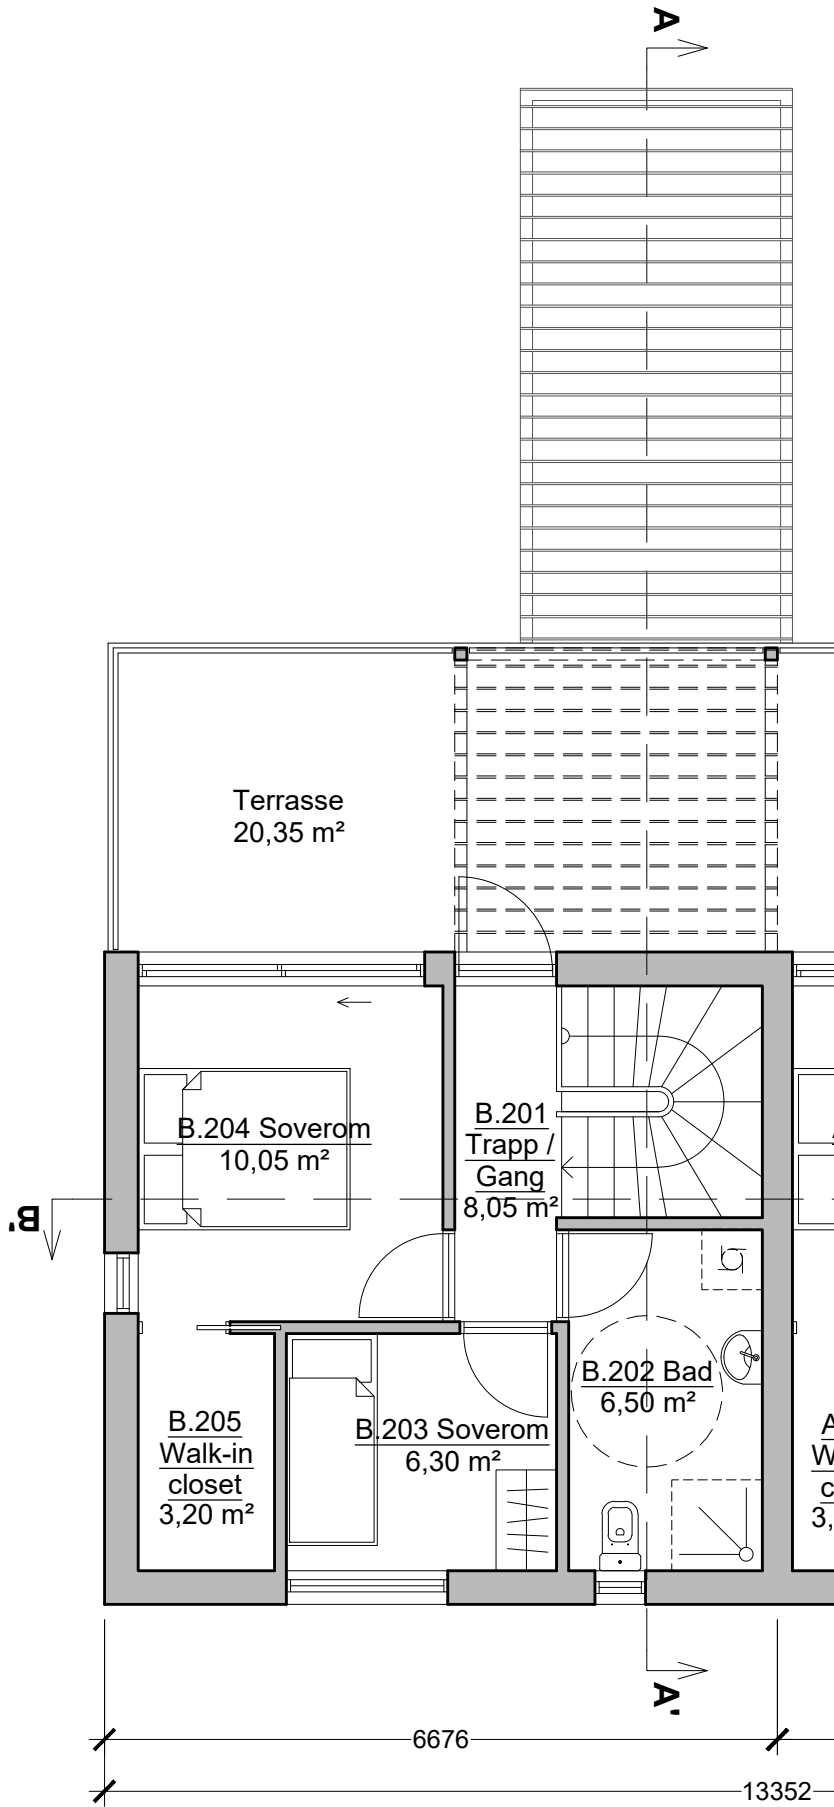 A
Terrasse
20,35 m²
B.204 Soverom
10,05 m²
B.201
Trapp /
Gang
8,05 m²
B'
B.202 Bad
6,50 m²
B.205
Walk-in
closet
3,20 m²
B.203 Soverom
6,30 m²
A
W
c
3,
A'
6676
13352